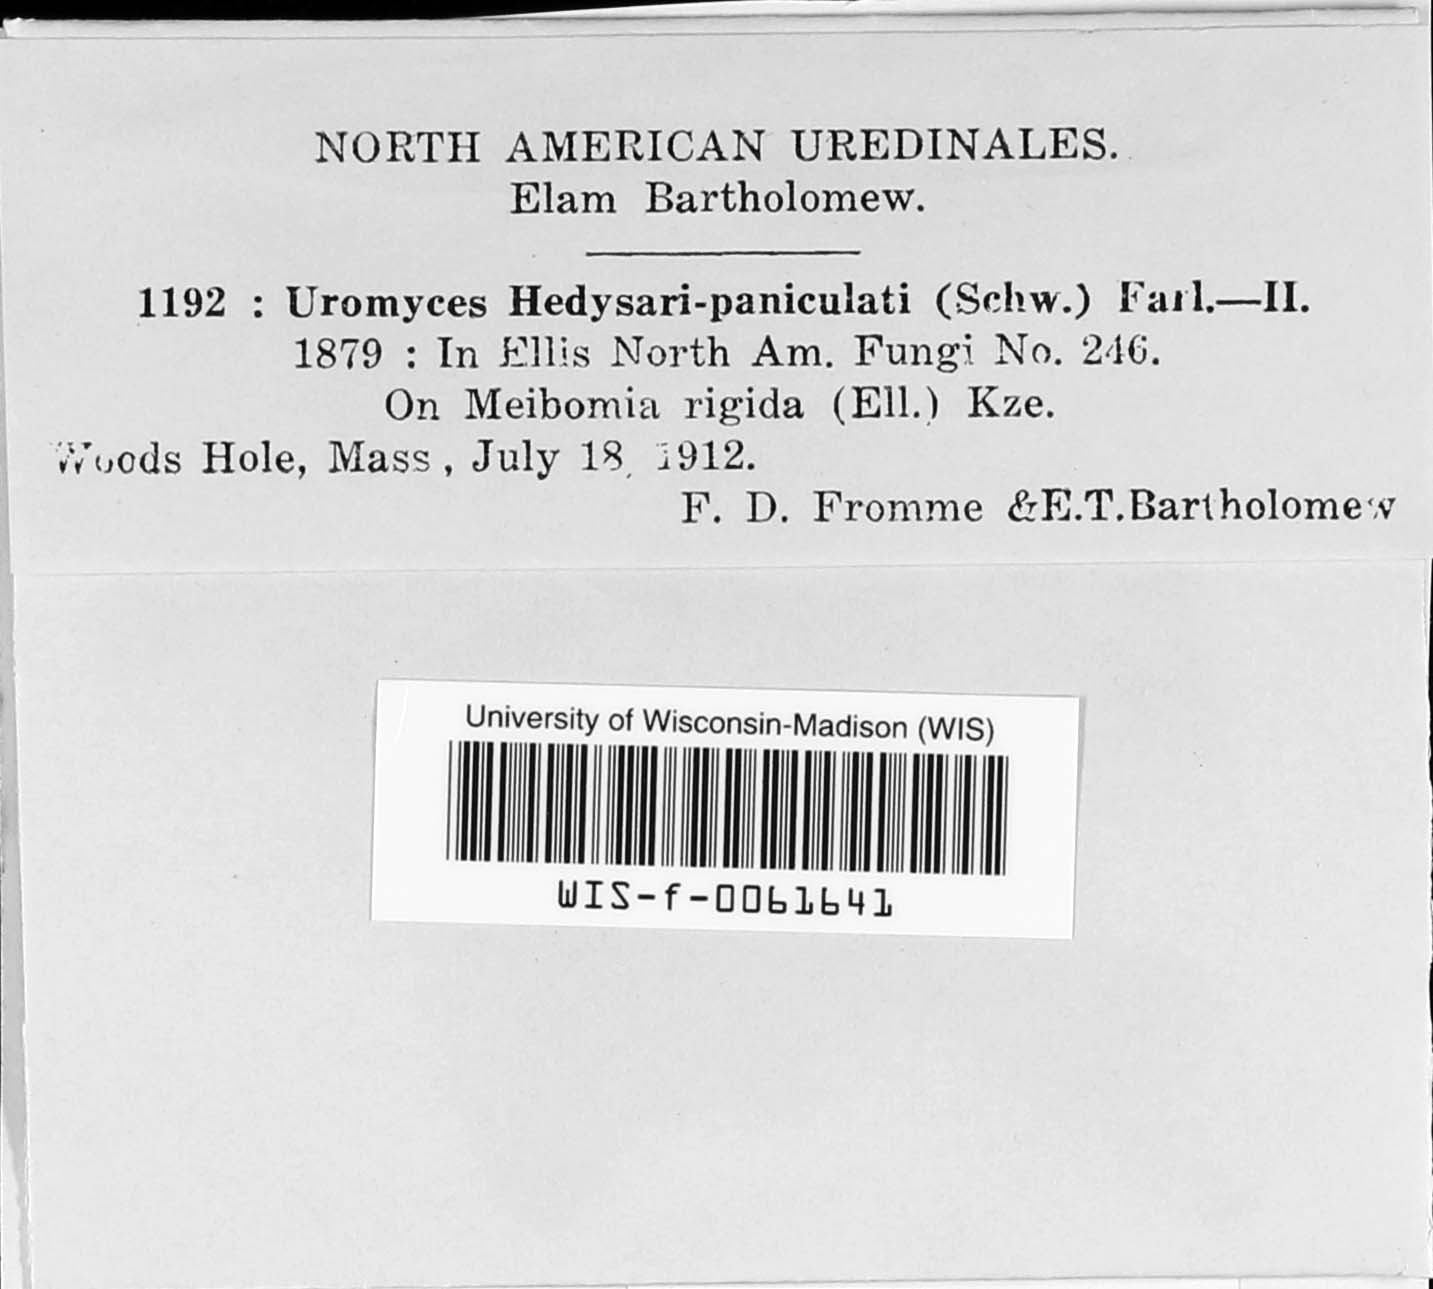 NORTH AMERICAN UREDINALES.
Elam Bartholomew.
1192 : Uromyces Hedysari-paniculati (Schw.) Farl.—II.
1879 : In Ellis North Am. Fungi No. 246.
On Meibomia rigida (Ell.) Kze.
Woods Hole, Mass, July 18, 1912.
F. D. Fromme &E.T.Bartholomew
University of Wisconsin-Madison (WIS)
WIS-f-0061641